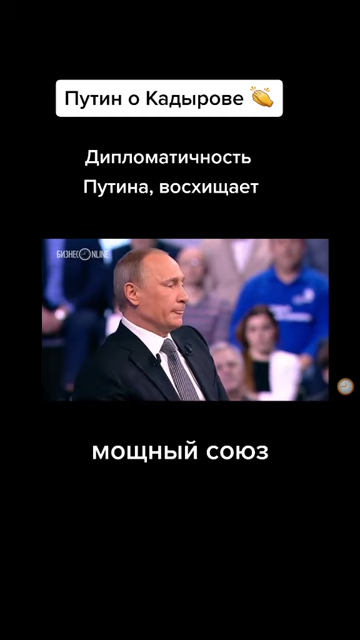 Путин о Кадырове 👏
Дипломатичность
Путина, восхищает
БИЗНЕС ONLINE
мощный союз